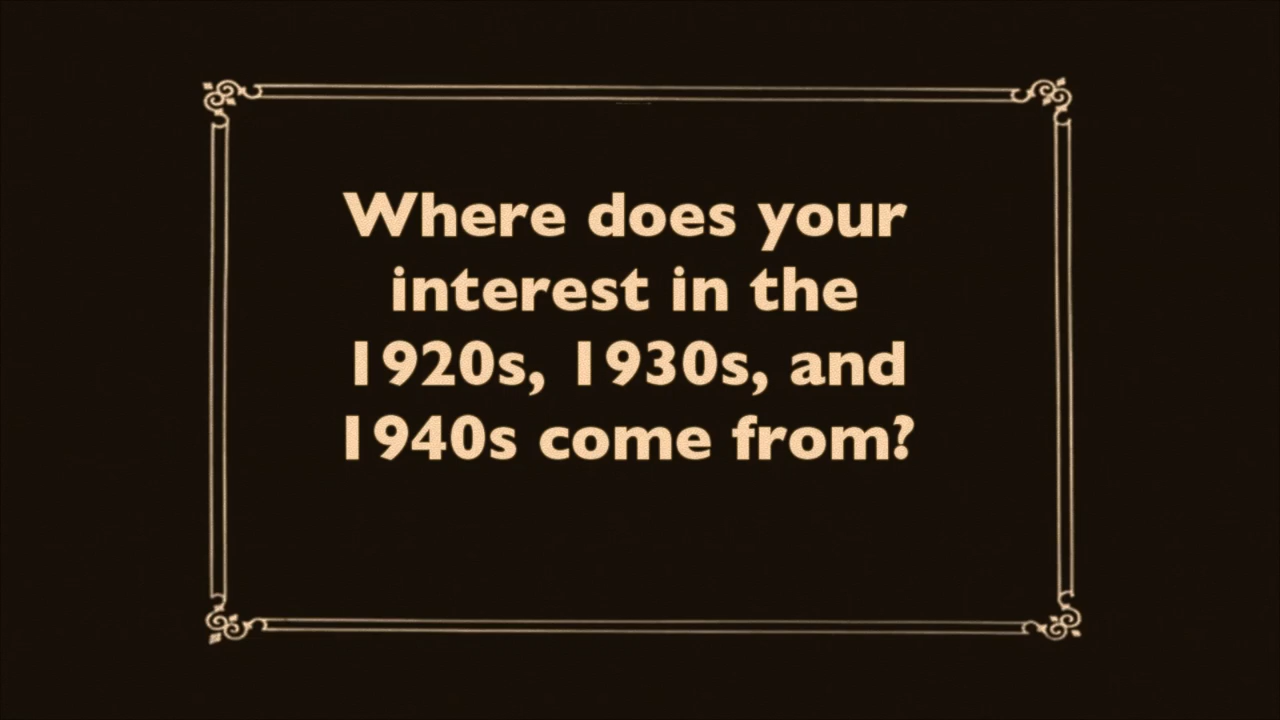 Where does your
interest in the
1920s, 1930s, and
1940s come from?